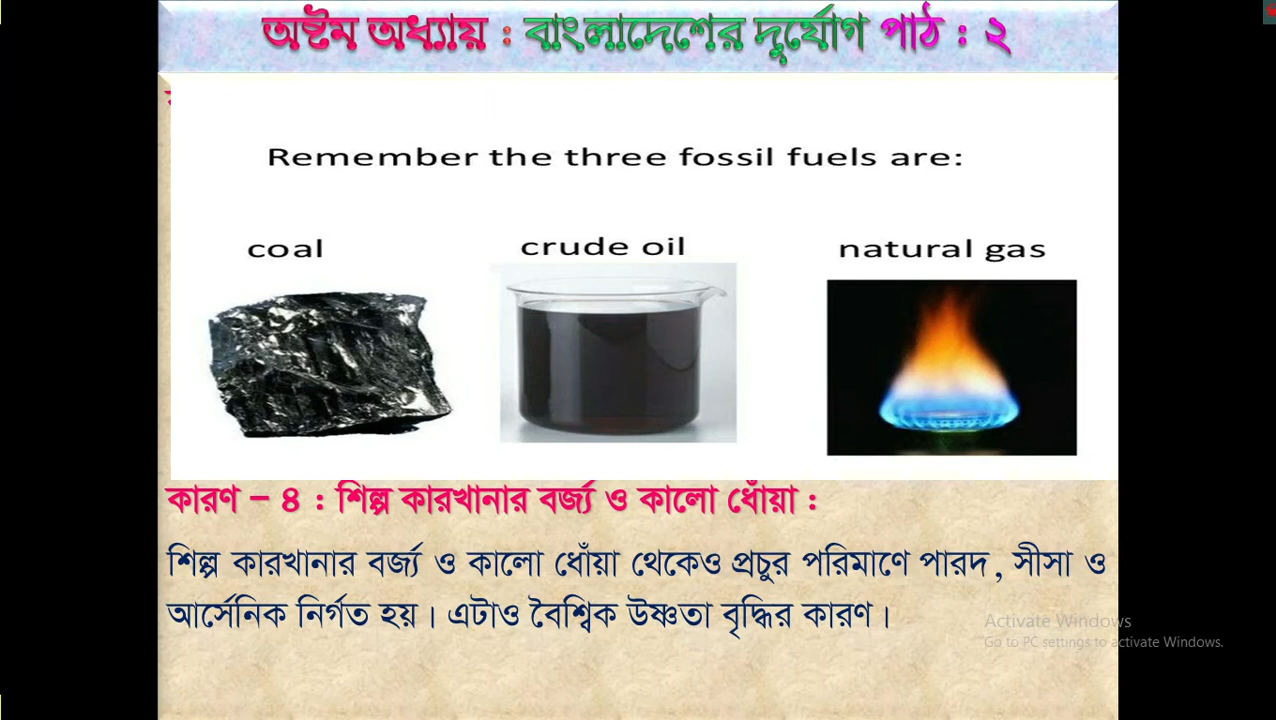 অষ্টম অধ্যায় : বাংলাদেশের দুর্যোগ পাঠ : ২
Remember the three fossil fuels are:
coal crude oil natural gas
কারণ – ৪ : শিল্প কারখানার বর্জ্য ও কালো ধোঁয়া :
শিল্প কারখানার বর্জ্য ও কালো ধোঁয়া থেকেও প্রচুর পরিমাণে পারদ, সীসা ও
আর্সেনিক নির্গত হয়। এটাও বৈশ্বিক উষ্ণতা বৃদ্ধির কারণ।
Activate Windows
Go to PC settings to activate Windows.